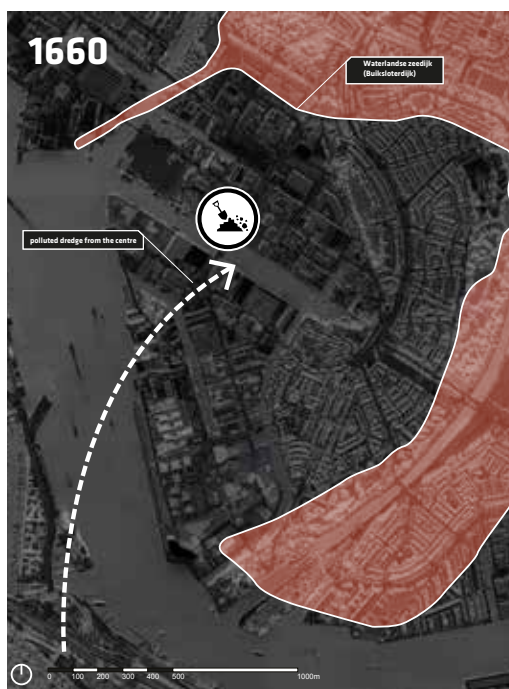 1660
Waterlandse zeedijk
(Buiksloterdijk)
polluted dredge from the centre
0 100 200 300 400 500 1000m